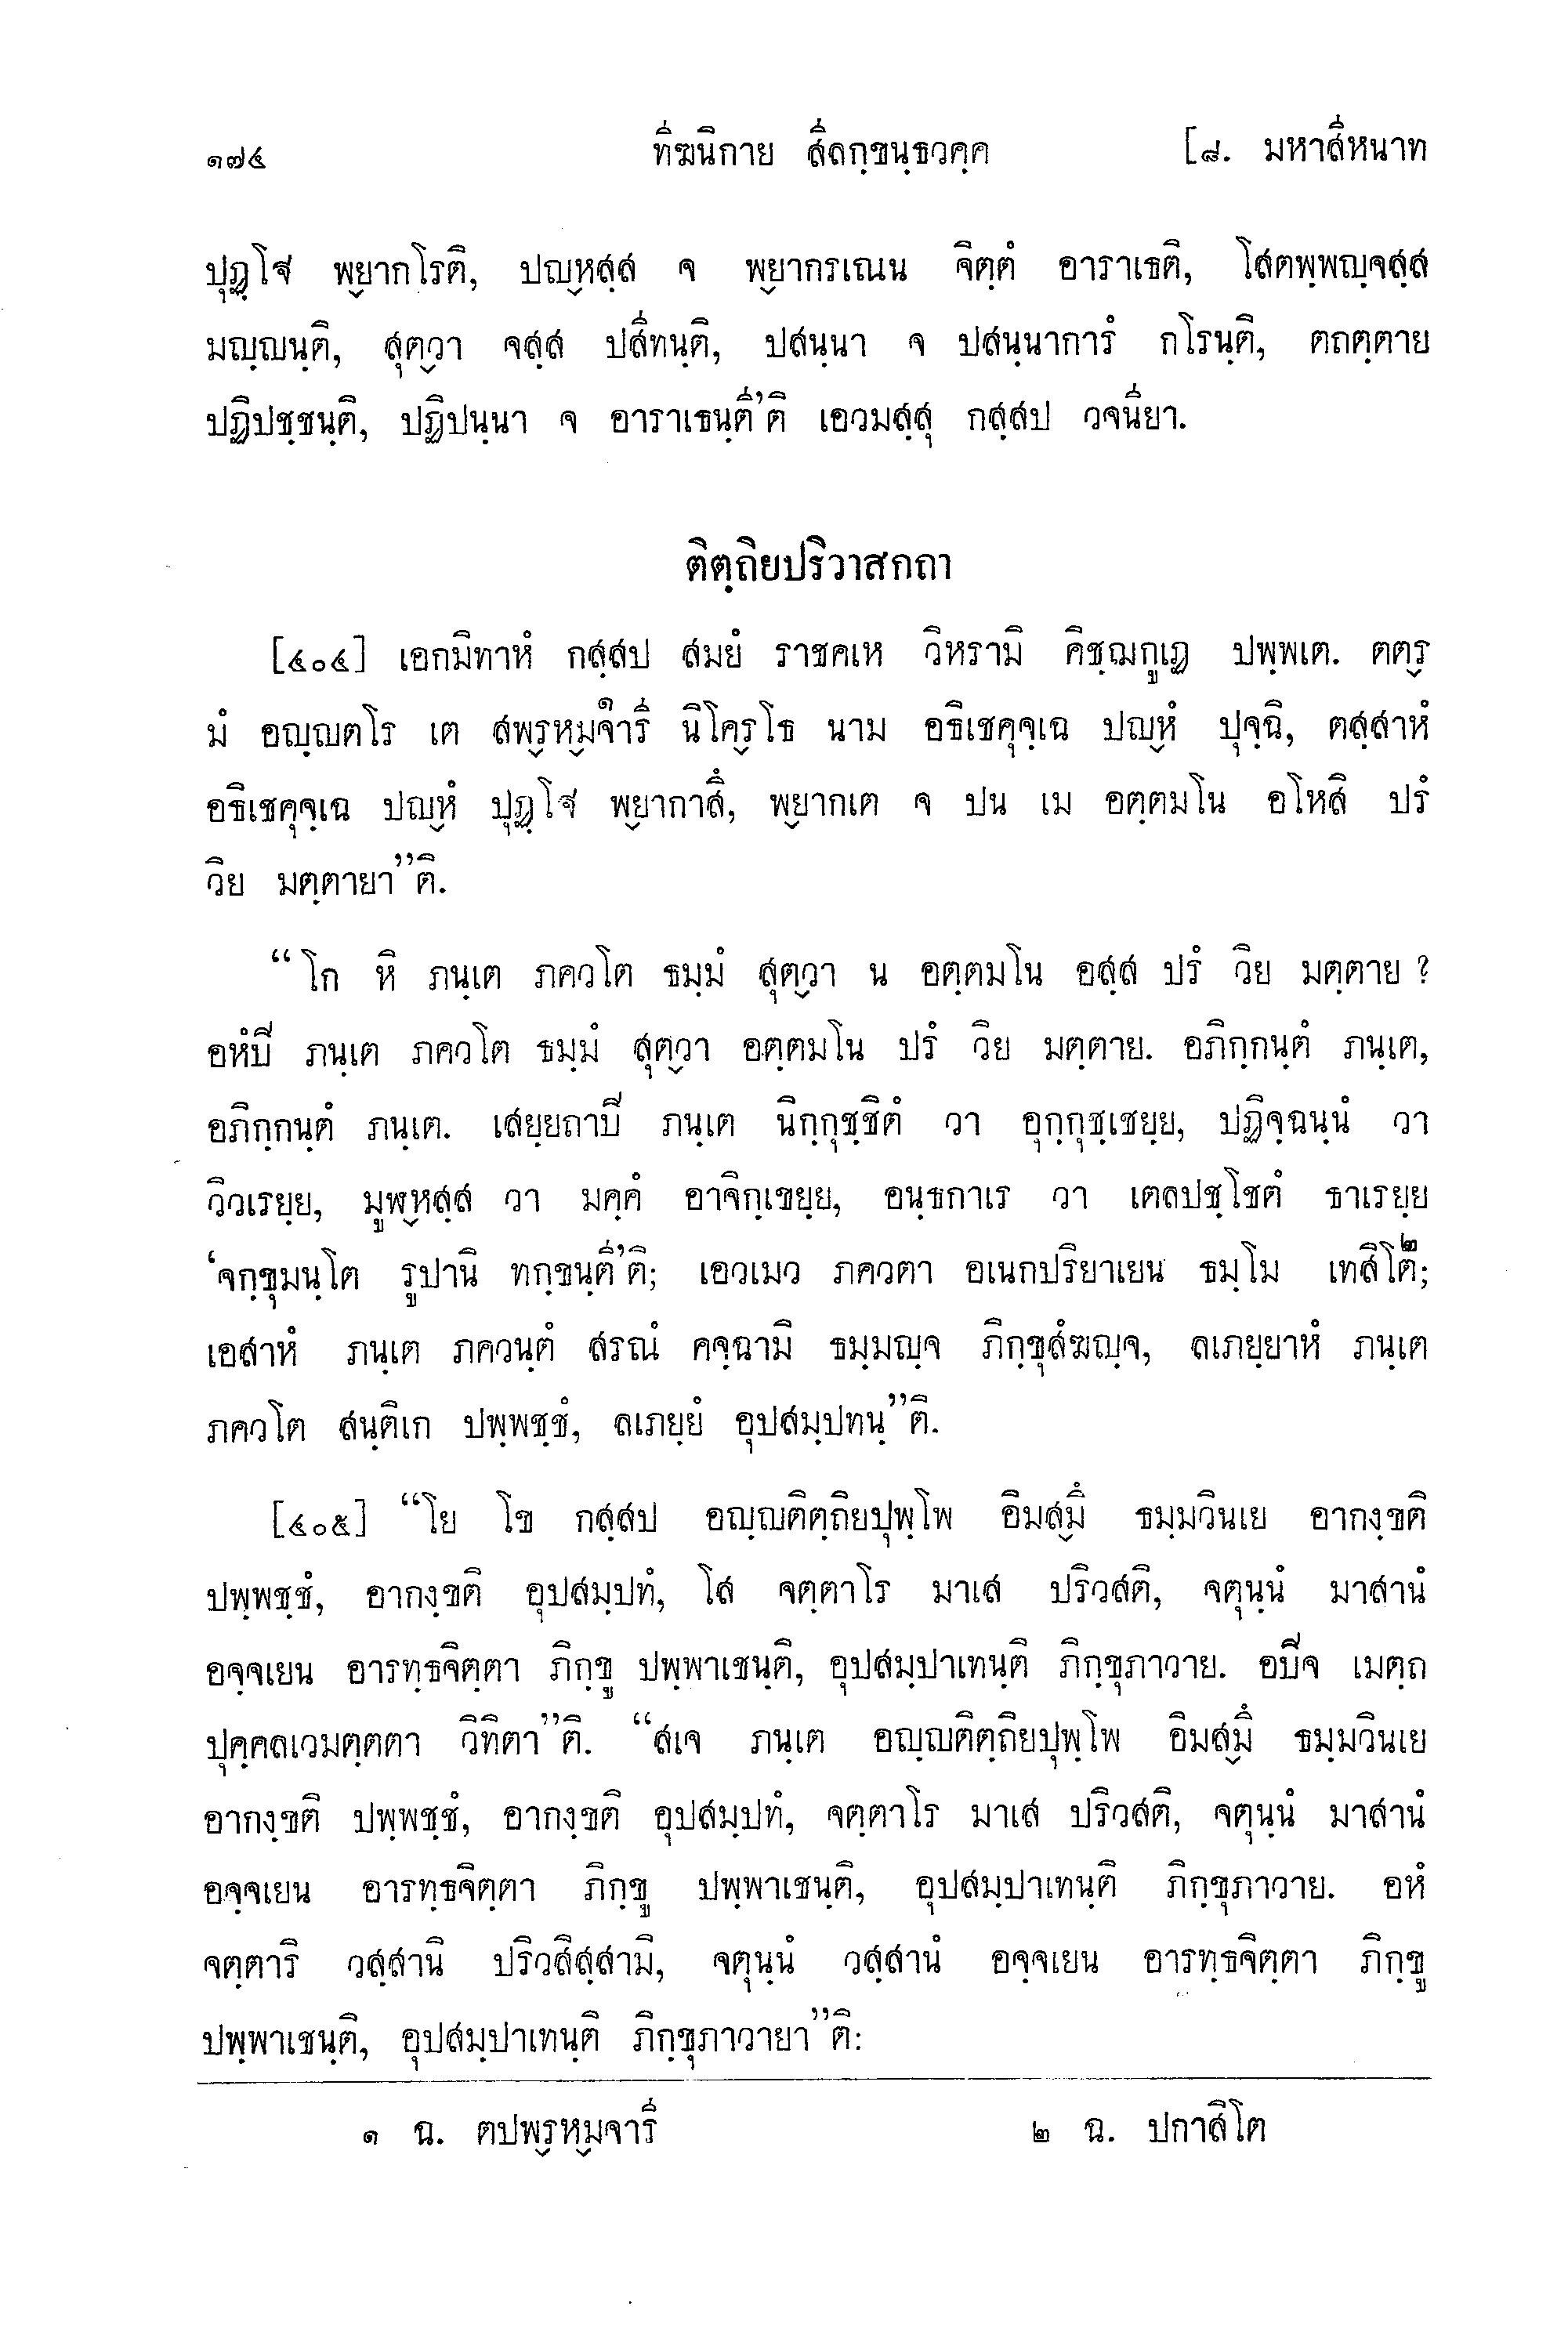 ๑๗๔ ทีฆนิกาย สีลกฺขนฺธวคฺค [๘. มหาสีหนาท
ปุฏฺโฐ พ๎ยากโรติ, ปญ๎หสฺส จ พ๎ยากรเณน จิตฺตํ อาราเธติ, โสตพฺพญฺจสฺส
มญฺญนฺติ, สุต๎วา จสฺส ปสีทนฺติ, ปสนฺนา จ ปสนฺนาการํ กโรนฺติ, ตถตฺตาย
ปฏิปชฺชนฺติ, ปฏิปนฺนา จ อาราเธนฺตี’ติ เอวมสฺสุ กสฺสป วจนียา.
ติตฺถิยปริวาสกถา
[๔๐๔] เอกมิทาหํ กสฺสป สมยํ ราชคเห วิหรามิ คิชฺฌกูเฏ ปพฺพเต. ตตฺร๎
มํ อญฺญตโร เต สพ๎รห๎มจารี๑ นิโคร๎โธ นาม อธิเชคุจฺเฉ ปญ๎หํ ปุจฺฉิ, ตสฺสาหํ
อธิเชคุจฺเฉ ปญ๎หํ ปุฏฺโฐ พ๎ยากาสึ, พ๎ยากเต จ ปน เม อตฺตมโน อโหสิ ปรํ
วิย มตฺตายา”ติ.
“โก หิ ภนฺเต ภควโต ธมฺมํ สุต๎วา น อตฺตมโน อสฺส ปรํ วิย มตฺตาย ?
อหํปิ ภนฺเต ภควโต ธมฺมํ สุต๎วา อตฺตมโน ปรํ วิย มตฺตาย. อภิกฺกนฺตํ ภนฺเต,
อภิกฺกนฺตํ ภนฺเต. เสยฺยถาปิ ภนฺเต นิกฺกุชฺชิตํ วา อุกฺกุชฺเชยฺย, ปฏิจฺฉนฺนํ วา
วิวเรยฺย, มูฬ๎หสฺส วา มคฺคํ อาจิกฺเขยฺย, อนฺธกาเร วา เตลปชฺโชตํ ธาเรยฺย
‘จกฺขุมนฺโต รูปานิ ทกฺขนฺตี’ติ; เอวเมว ภควตา อเนกปริยาเยน ธมฺโม เทสิโต๒;
เอสาหํ ภนฺเต ภควนฺตํ สรณํ คจฺฉามิ ธมฺมญฺจ ภิกฺขุสํฆญฺจ, ลเภยฺยาหํ ภนฺเต
ภควโต สนฺติเก ปพฺพชฺชํ, ลเภยฺยํ อุปสมฺปทนฺ”ติ.
[๔๐๕] “โย โข กสฺสป อญฺญติตฺถิยปุพฺโพ อิมส๎มึ ธมฺมวินเย อากงฺขติ
ปพฺพชฺชํ, อากงฺขติ อุปสมฺปทํ, โส จตฺตาโร มาเส ปริวสติ, จตุนฺนํ มาสานํ
อจฺจเยน อารทฺธจิตฺตา ภิกฺขู ปพฺพาเชนฺติ, อุปสมฺปาเทนฺติ ภิกฺขุภาวาย. อปิจ เมตฺถ
ปุคฺคลเวมตฺตตา วิทิตา”ติ. “สเจ ภนฺเต อญฺญติตฺถิยปุพฺโพ อิมส๎มึ ธมฺมวินเย
อากงฺขติ ปพฺพชฺชํ, อากงฺขติ อุปสมฺปทํ, จตฺตาโร มาเส ปริวสติ, จตุนฺนํ มาสานํ
อจฺจเยน อารทฺธจิตฺตา ภิกฺขู ปพฺพาเชนฺติ, อุปสมฺปาเทนฺติ ภิกฺขุภาวาย. อหํ
จตฺตาริ วสฺสานิ ปริวสิสฺสามิ, จตุนฺนํ วสฺสานํ อจฺจเยน อารทฺธจิตฺตา ภิกฺขู
ปพฺพาเชนฺติ, อุปสมฺปาเทนฺติ ภิกฺขุภาวายา”ติ:
๑ ฉ. ตปพ๎รห๎มจารี ๒ ฉ. ปกาสิโต